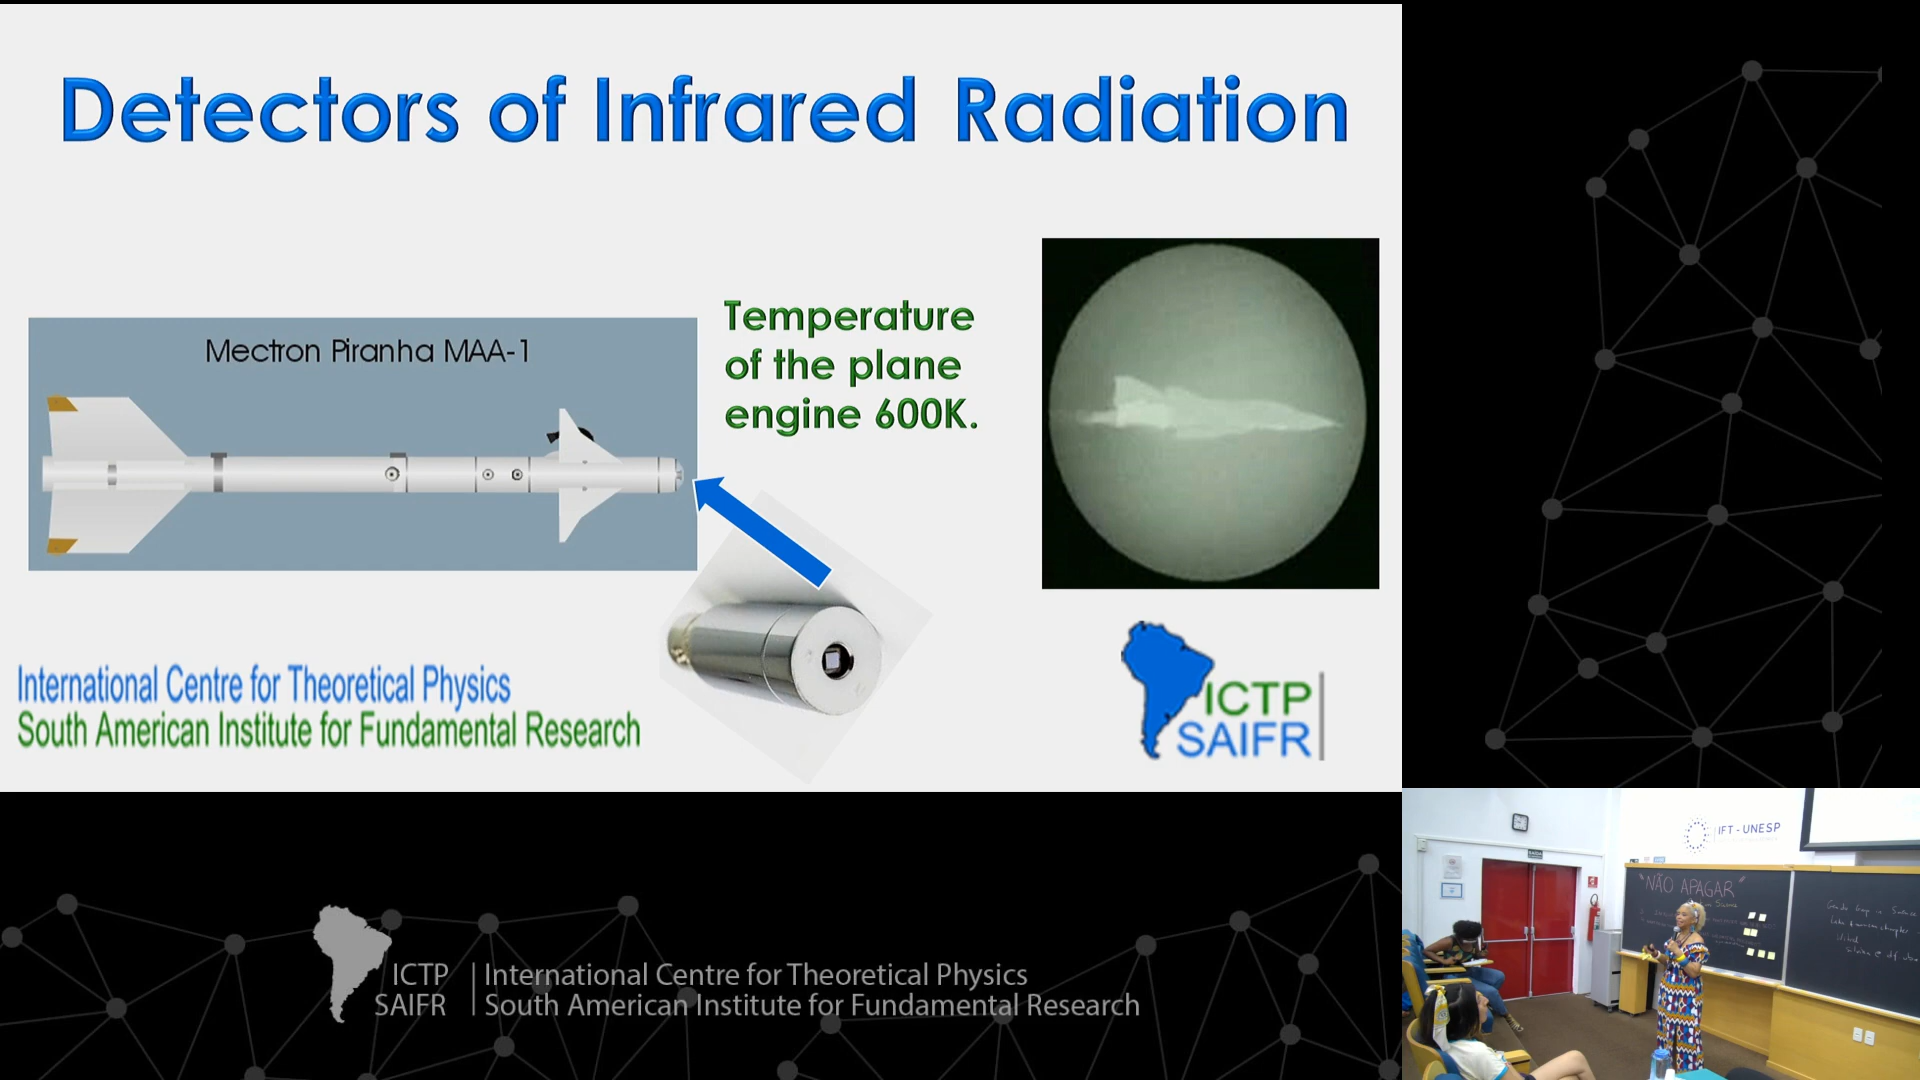 Detectors of Infrared Radiation
Mectron Piranha MAA-1
Temperature
of the plane
engine 600K.
International Centre for Theoretical Physics
South American Institute for Fundamental Research
ICTP
SAIFR
IFT - UNESP
"NÃO APAGAR"
ICTP
SAIFR
International Centre for Theoretical Physics
South American Institute for Fundamental Research